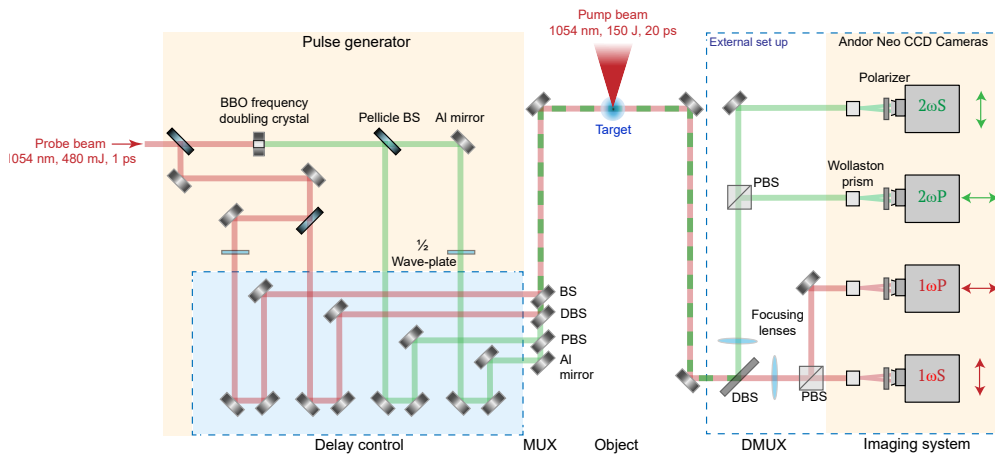 Pulse generator
Pump beam
1054 nm, 150 J, 20 ps
External set up
Andor Neo CCD Cameras
BBO frequency
doubling crystal
Pellicle BS
Al mirror
Polarizer
2ωS
Probe beam
1054 nm, 480 mJ, 1 ps
Target
PBS
Wollaston
prism
2ωP
½
Wave-plate
BS
DBS
PBS
Al
mirror
Focusing
lenses
1ωP
DBS
PBS
1ωS
Delay control
MUX
Object
DMUX
Imaging system